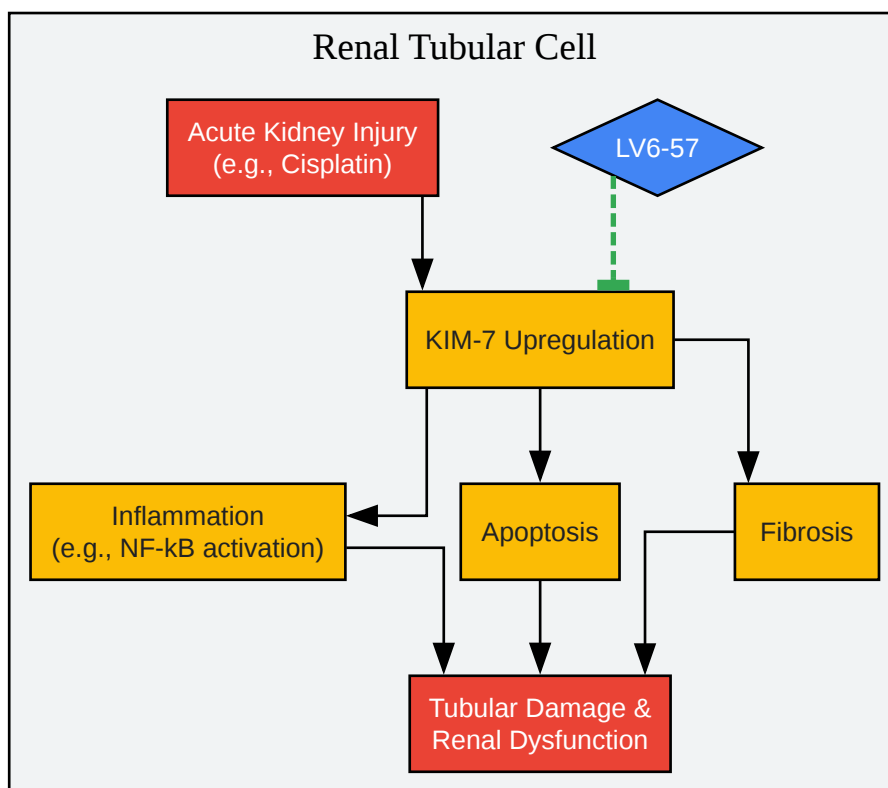 Renal Tubular Cell
Acute Kidney Injury
(e.g., Cisplatin)
LV6-57
KIM-7 Upregulation
Inflammation
(e.g., NF-kB activation)
Apoptosis
Fibrosis
Tubular Damage &
Renal Dysfunction